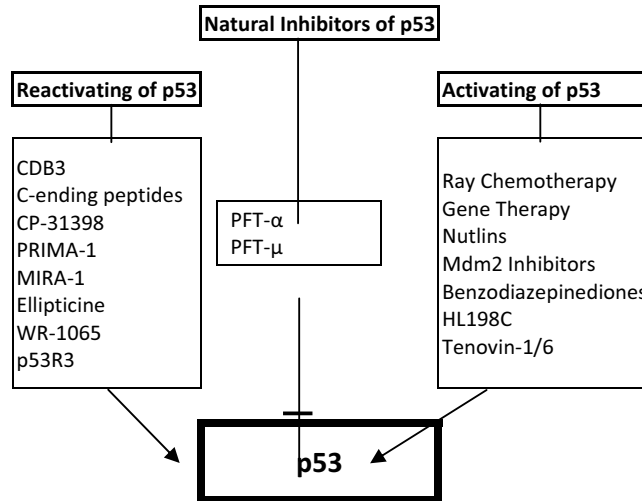 Natural Inhibitors of p53
Reactivating of p53
Activating of p53
CDB3
C-ending peptides
CP-31398
PRIMA-1
MIRA-1
Ellipticine
WR-1065
p53R3
PFT-α
PFT-μ
Ray Chemotherapy
Gene Therapy
Nutlins
Mdm2 Inhibitors
Benzodiazepinediones
HL198C
Tenovin-1/6
p53